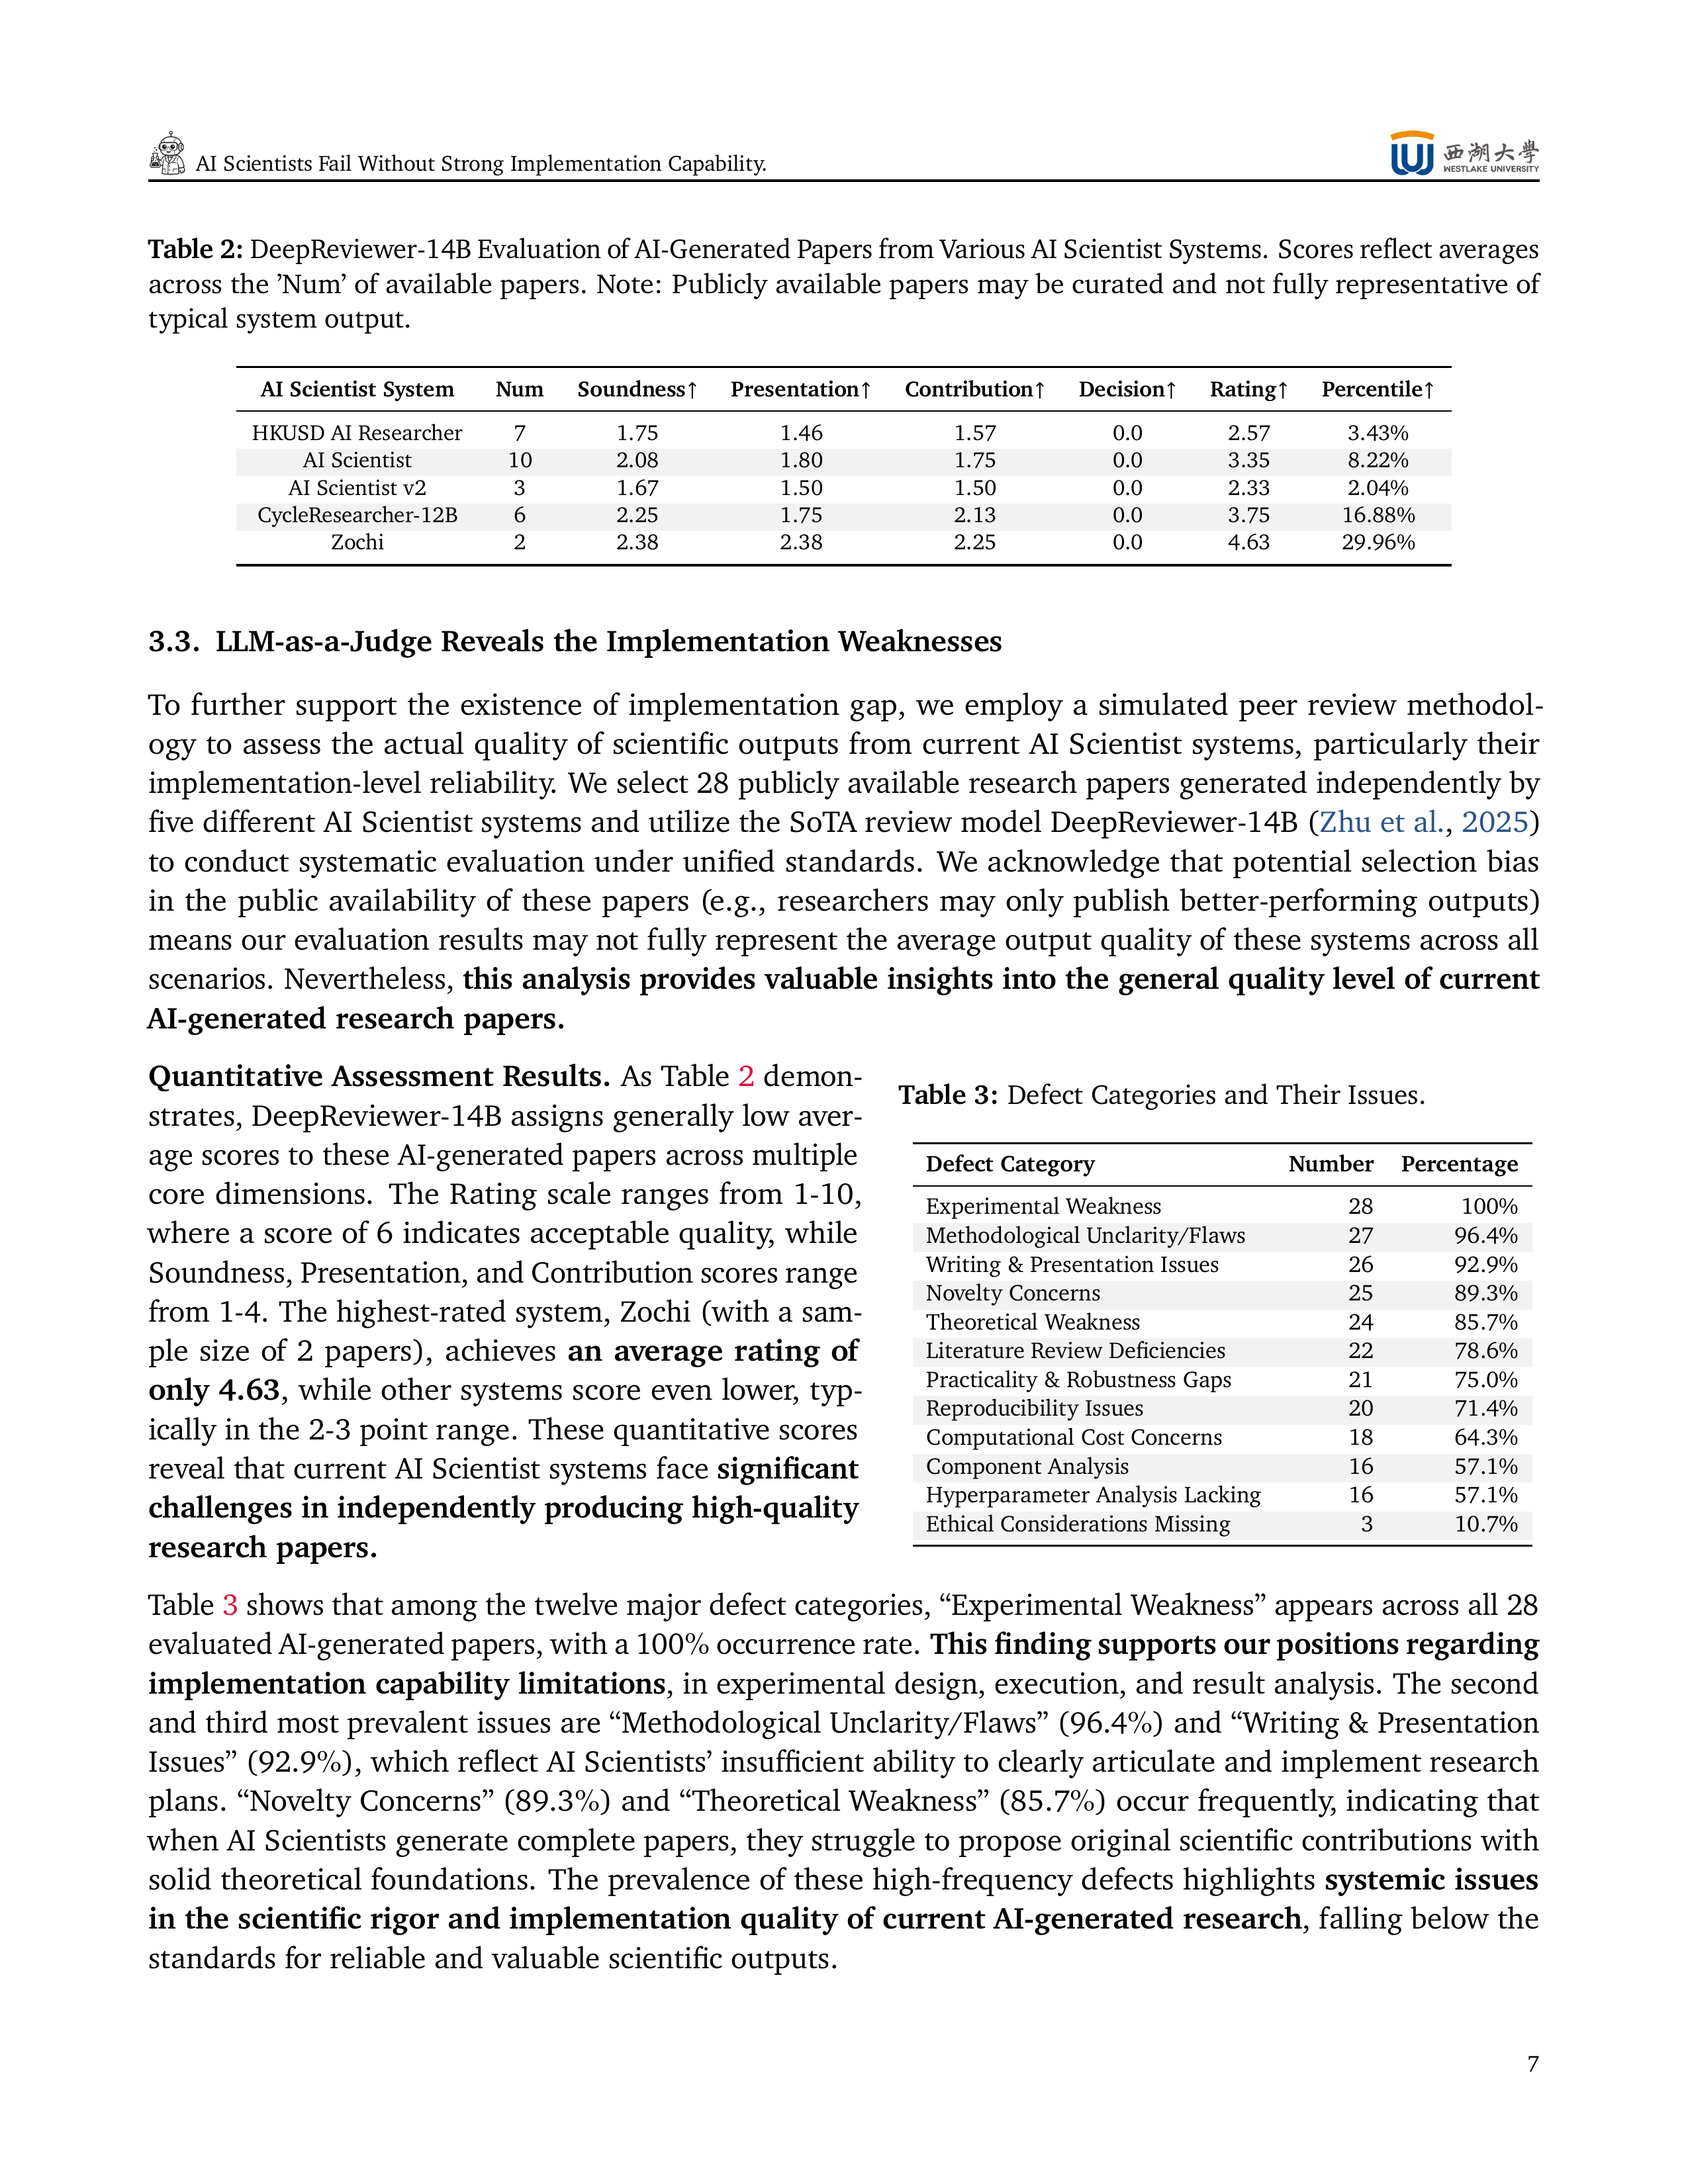 AI Scientists Fail Without Strong Implementation Capability.
西湖大學
WESTLAKE UNIVERSITY
Table 2: DeepReviewer-14B Evaluation of AI-Generated Papers from Various AI Scientist Systems. Scores reflect averages
across the ’Num’ of available papers. Note: Publicly available papers may be curated and not fully representative of
typical system output.
AI Scientist System Num Soundness↑ Presentation↑ Contribution↑ Decision↑ Rating↑ Percentile↑
HKUSD AI Researcher 7 1.75 1.46 1.57 0.0 2.57 3.43%
AI Scientist 10 2.08 1.80 1.75 0.0 3.35 8.22%
AI Scientist v2 3 1.67 1.50 1.50 0.0 2.33 2.04%
CycleResearcher-12B 6 2.25 1.75 2.13 0.0 3.75 16.88%
Zochi 2 2.38 2.38 2.25 0.0 4.63 29.96%
3.3. LLM-as-a-Judge Reveals the Implementation Weaknesses
To further support the existence of implementation gap, we employ a simulated peer review methodol-
ogy to assess the actual quality of scientific outputs from current AI Scientist systems, particularly their
implementation-level reliability. We select 28 publicly available research papers generated independently by
five different AI Scientist systems and utilize the SoTA review model DeepReviewer-14B (Zhu et al., 2025)
to conduct systematic evaluation under unified standards. We acknowledge that potential selection bias
in the public availability of these papers (e.g., researchers may only publish better-performing outputs)
means our evaluation results may not fully represent the average output quality of these systems across all
scenarios. Nevertheless, this analysis provides valuable insights into the general quality level of current
AI-generated research papers.
Quantitative Assessment Results. As Table 2 demon-
strates, DeepReviewer-14B assigns generally low aver-
age scores to these AI-generated papers across multiple
core dimensions. The Rating scale ranges from 1-10,
where a score of 6 indicates acceptable quality, while
Soundness, Presentation, and Contribution scores range
from 1-4. The highest-rated system, Zochi (with a sam-
ple size of 2 papers), achieves an average rating of
only 4.63, while other systems score even lower, typ-
ically in the 2-3 point range. These quantitative scores
reveal that current AI Scientist systems face significant
challenges in independently producing high-quality
research papers.
Table 3: Defect Categories and Their Issues.
Defect Category Number Percentage
Experimental Weakness 28 100%
Methodological Unclarity/Flaws 27 96.4%
Writing & Presentation Issues 26 92.9%
Novelty Concerns 25 89.3%
Theoretical Weakness 24 85.7%
Literature Review Deficiencies 22 78.6%
Practicality & Robustness Gaps 21 75.0%
Reproducibility Issues 20 71.4%
Computational Cost Concerns 18 64.3%
Component Analysis 16 57.1%
Hyperparameter Analysis Lacking 16 57.1%
Ethical Considerations Missing 3 10.7%
Table 3 shows that among the twelve major defect categories, “Experimental Weakness” appears across all 28
evaluated AI-generated papers, with a 100% occurrence rate. This finding supports our positions regarding
implementation capability limitations, in experimental design, execution, and result analysis. The second
and third most prevalent issues are “Methodological Unclarity/Flaws” (96.4%) and “Writing & Presentation
Issues” (92.9%), which reflect AI Scientists’ insufficient ability to clearly articulate and implement research
plans. “Novelty Concerns” (89.3%) and “Theoretical Weakness” (85.7%) occur frequently, indicating that
when AI Scientists generate complete papers, they struggle to propose original scientific contributions with
solid theoretical foundations. The prevalence of these high-frequency defects highlights systemic issues
in the scientific rigor and implementation quality of current AI-generated research, falling below the
standards for reliable and valuable scientific outputs.
7